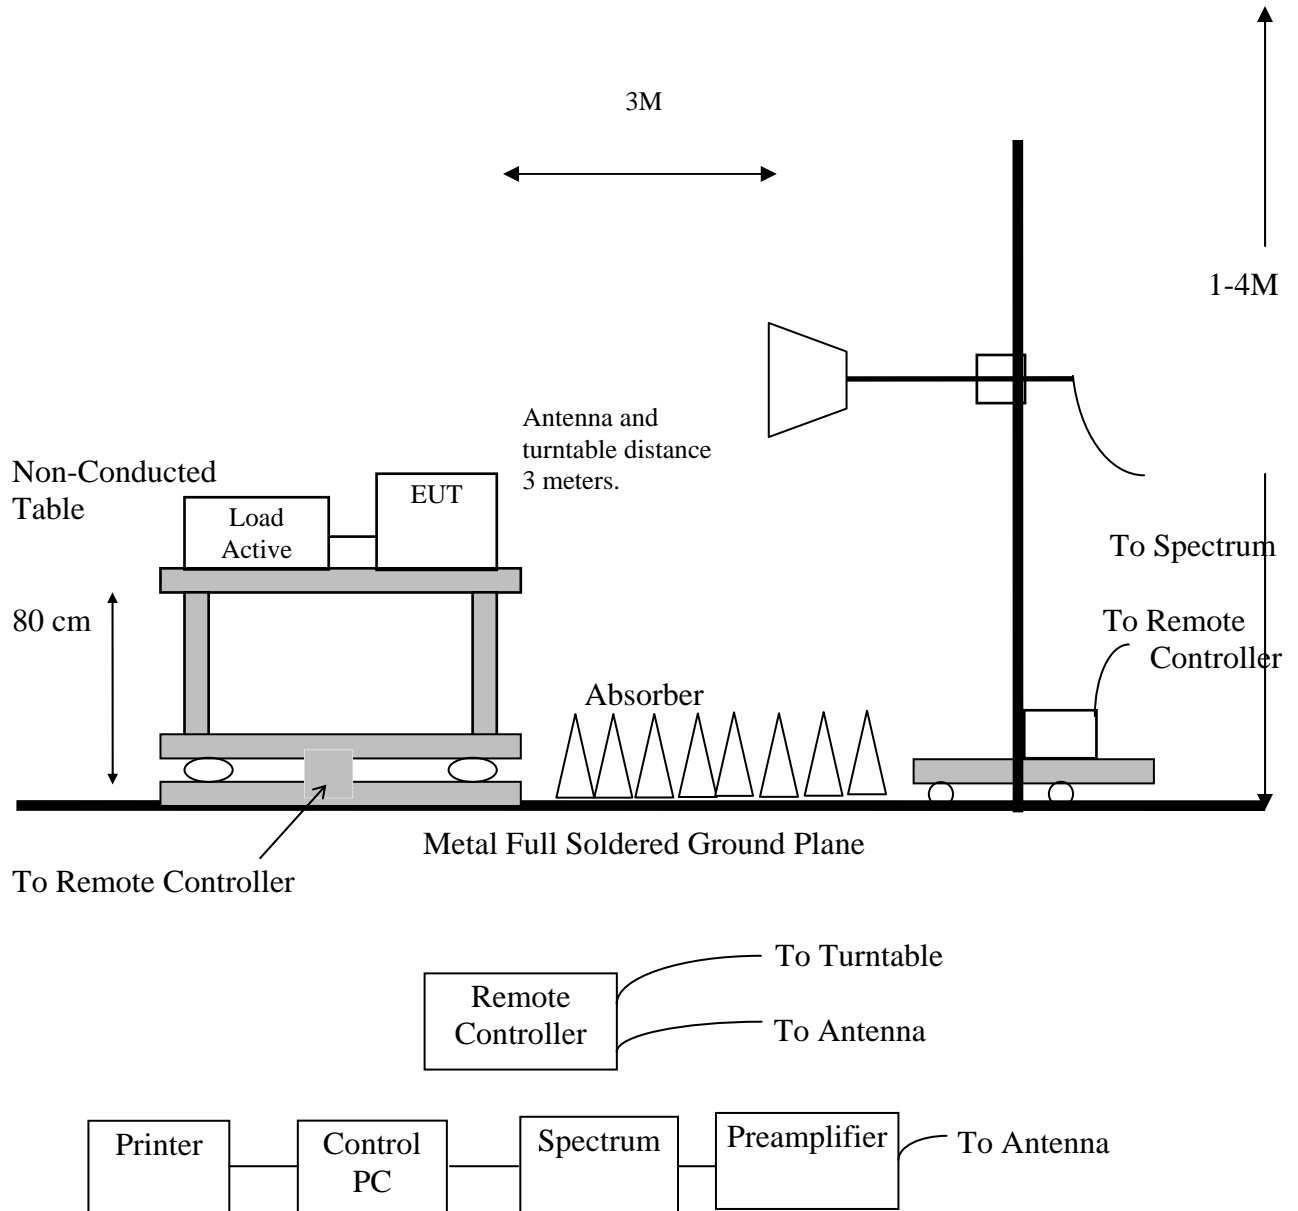 3M
1-4M
Antenna and
turntable distance
3 meters.
Non-Conducted
Table
EUT
Load
Active
To Spectrum
80 cm
To Remote
Controller
Absorber
Metal Full Soldered Ground Plane
To Remote Controller
To Turntable
Remote
Controller
To Antenna
Printer
Control
PC
Spectrum
Preamplifier
To Antenna